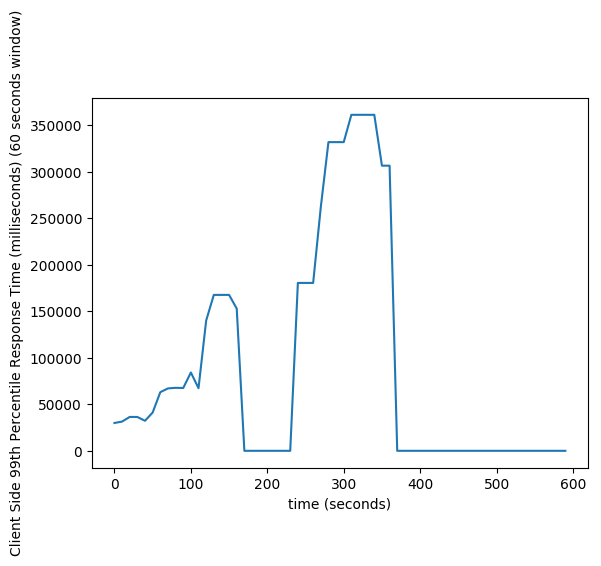 Client Side 99th Percentile Response Time (milliseconds) (60 seconds window)
350000
300000
250000
200000
150000
100000
50000
0
0 100 200 300 400 500 600
time (seconds)